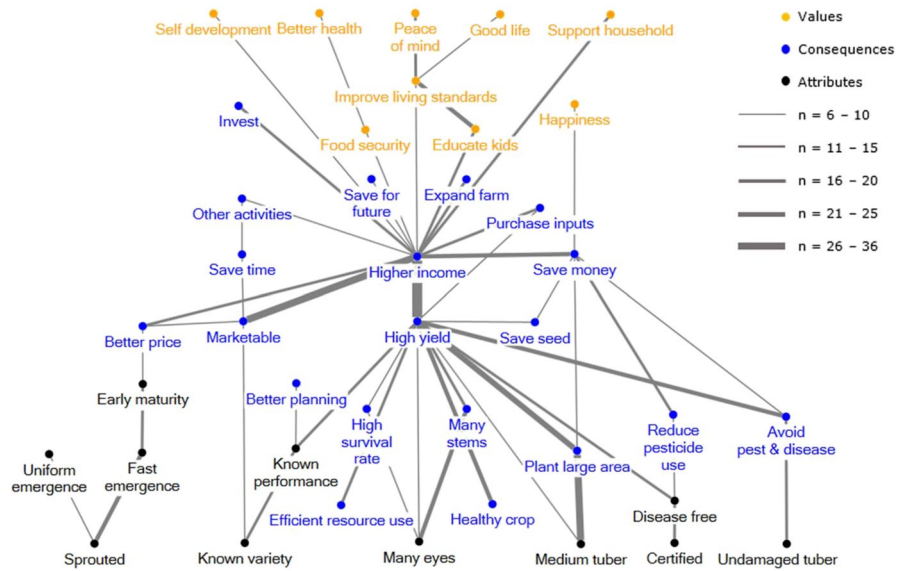 Self development
Better health
Peace
of mind
Good life
Support household
Values
Consequences
Attributes
n = 6 – 10
n = 11 – 15
n = 16 – 20
n = 21 – 25
n = 26 – 36
Improve living standards
Invest
Happiness
Food security
Educate kids
Save for
future
Expand farm
Other activities
Purchase inputs
Save time
Higher income
Save money
Better price
Marketable
High yield
Save seed
Early maturity
Better planning
High
survival
rate
Many
stems
Reduce
pesticide
use
Avoid
pest & disease
Uniform
emergence
Fast
emergence
Known
performance
Plant large area
Efficient resource use
Healthy crop
Disease free
Sprouted
Known variety
Many eyes
Medium tuber
Certified
Undamaged tuber